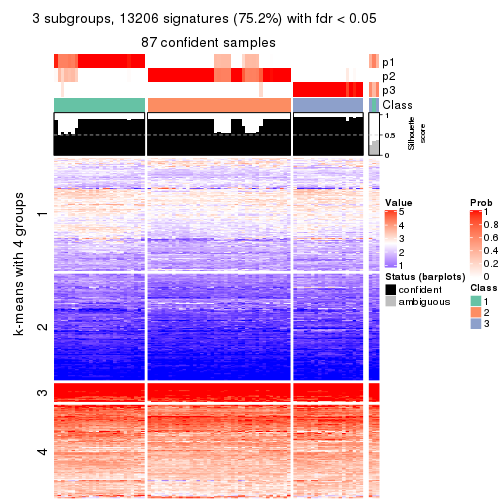 3 subgroups, 13206 signatures (75.2%) with fdr < 0.05
87 confident samples
p1
p2
p3
Class
1
0.5
0
Silhouette
score
k-means with 4 groups
1
2
3
4
Value
5
4
3
2
1
Status (barplots)
confident
ambiguous
Prob
1
0.8
0.6
0.4
0.2
0
Class
1
2
3